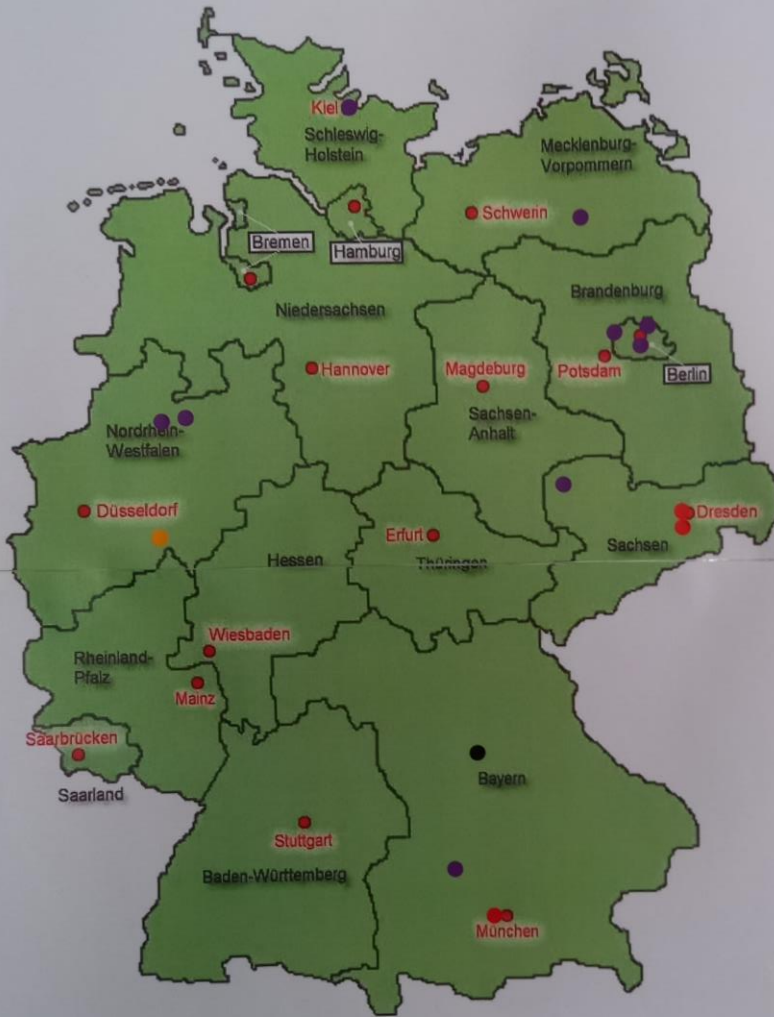 Kiel
Schleswig-
Holstein
Mecklenburg-
Vorpommern
Schwerin
Bremen
Hamburg
Niedersachsen
Brandenburg
Hannover
Magdeburg
Potsdam
Berlin
Sachsen-
Anhalt
Nordrhein-
Westfalen
Düsseldorf
Dresden
Erfurt
Sachsen
Hessen
Thüringen
Wiesbaden
Rheinland-
Pfalz
Mainz
Saarbrücken
Bayern
Saarland
Stuttgart
Baden-Württemberg
München